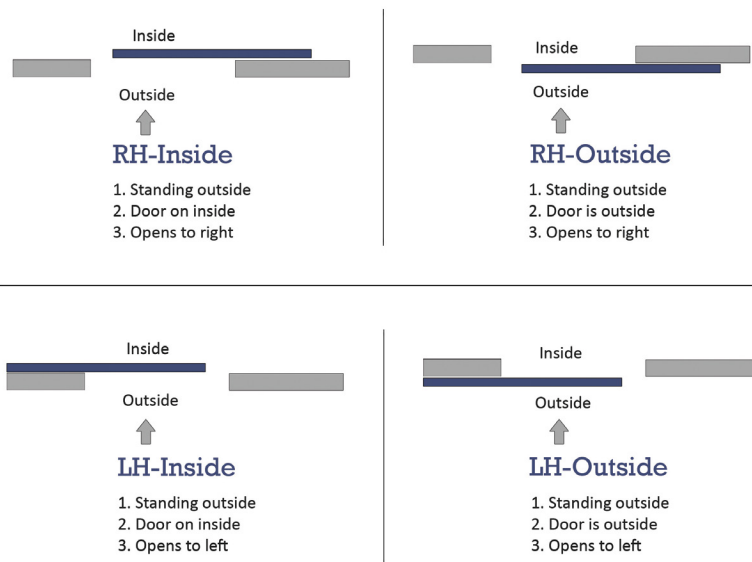 Inside
Outside
RH-Inside
1. Standing outside
2. Door on inside
3. Opens to right
Inside
Outside
RH-Outside
1. Standing outside
2. Door is outside
3. Opens to right
Inside
Outside
LH-Inside
1. Standing outside
2. Door on inside
3. Opens to left
Inside
Outside
LH-Outside
1. Standing outside
2. Door is outside
3. Opens to left